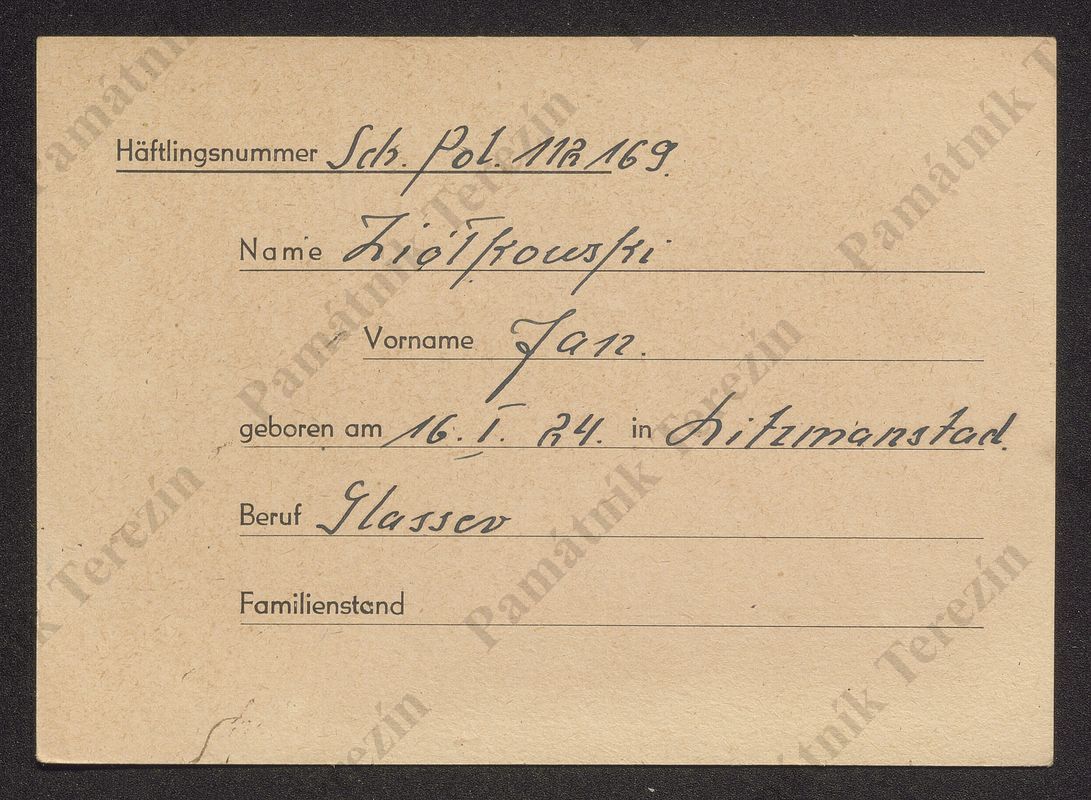 Häftlingsnummer Sch. Pol. 112169.
Name Ziółkowski
Vorname Jan.
geboren am 16. I. 24. in Litzmanstad.
Beruf Glasser
Familienstand
Památník Terezín